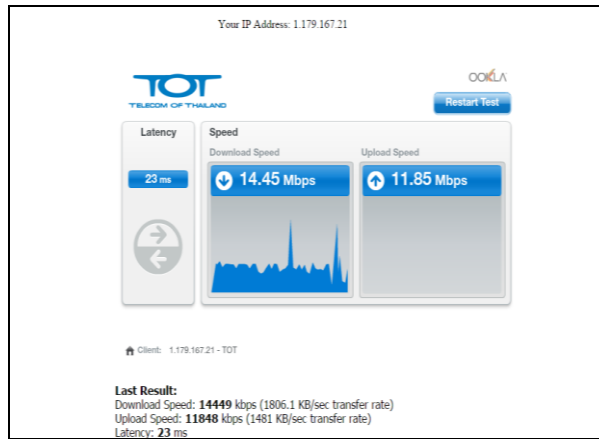 Your IP Address: 1.179.167.21
TOT
TELECOM OF THAILAND
OOKLA
Restart Test
Latency
Speed
Download Speed
Upload Speed
23 ms
14.45 Mbps
11.85 Mbps
Client: 1.179.167.21 - TOT
Last Result:
Download Speed: 14449 kbps (1806.1 KB/sec transfer rate)
Upload Speed: 11848 kbps (1481 KB/sec transfer rate)
Latency: 23 ms